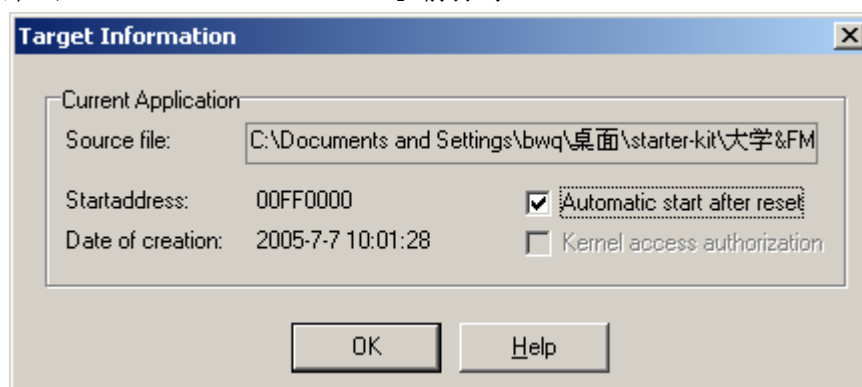 Target Information
Current Application
Source file: C:\Documents and Settings\bwq\桌面\starter-kit\大学&FM
Startaddress: 00FF0000 Automatic start after reset
Date of creation: 2005-7-7 10:01:28 Kernel access authorization
OK Help